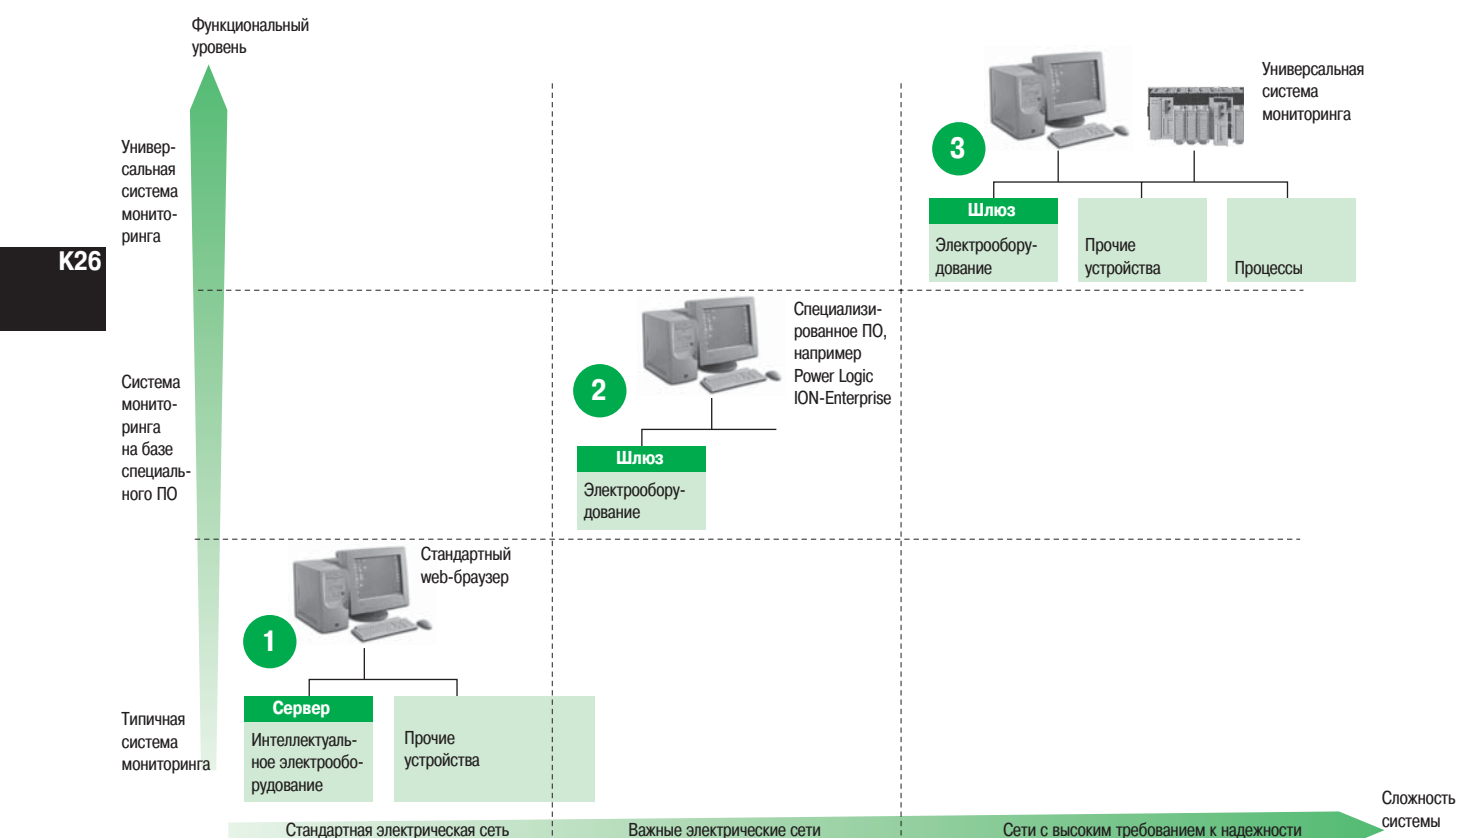 Функциональный
уровень
Универсальная
система
мониторинга
Универ-
сальная
система
монито-
ринга
3
Шлюз
Электрообору-
дование
Прочие
устройства
Процессы
K26
Специализи-
рованное ПО,
например
Power Logic
ION-Enterprise
Система
монито-
ринга
на базе
специаль-
ного ПО
2
Шлюз
Электрообору-
дование
Стандартный
web-браузер
1
Сервер
Интеллектуаль-
ное электрообо-
рудование
Прочие
устройства
Типичная
система
мониторинга
Сложность
системы
Стандартная электрическая сеть
Важные электрические сети
Сети с высоким требованием к надежности